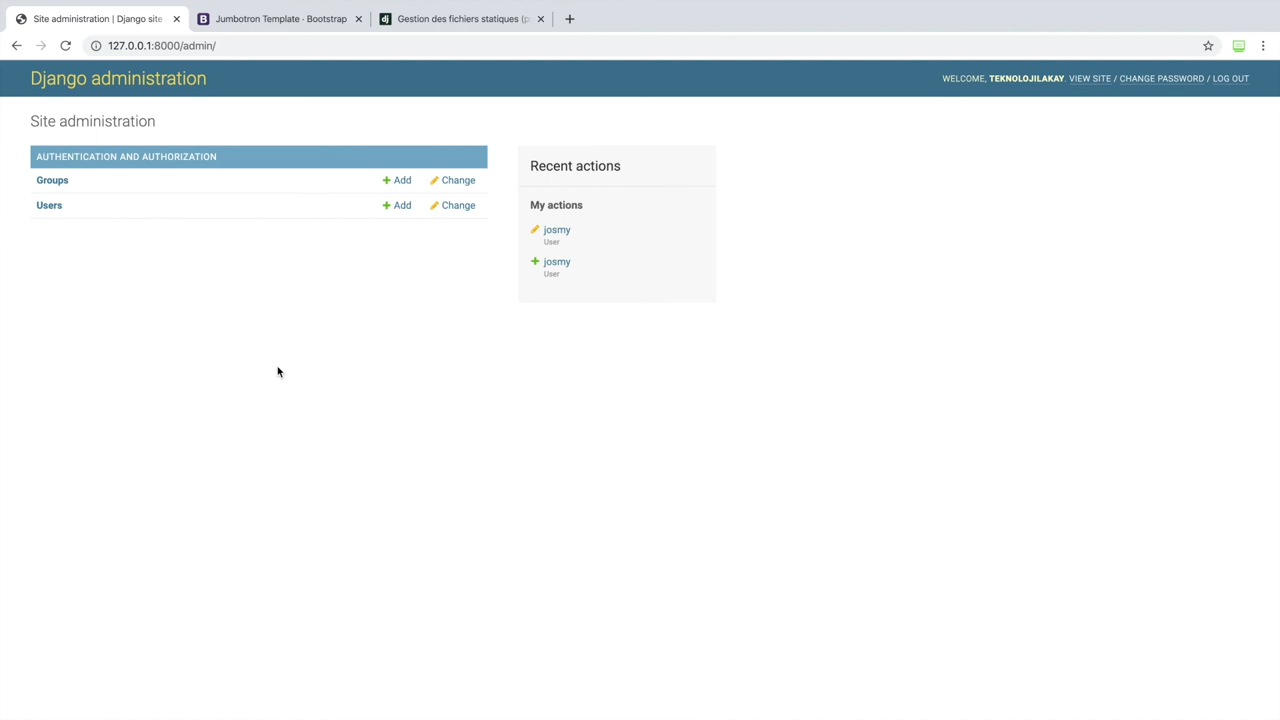 Site administration | Django site
Jumbotron Template · Bootstrap
dj
Gestion des fichiers statiques (p
127.0.0.1:8000/admin/
Django administration
WELCOME, TEKNOLOJILAKAY. VIEW SITE / CHANGE PASSWORD / LOG OUT
Site administration
AUTHENTICATION AND AUTHORIZATION
Groups
Add
Change
Users
Add
Change
Recent actions
My actions
josmy
User
josmy
User